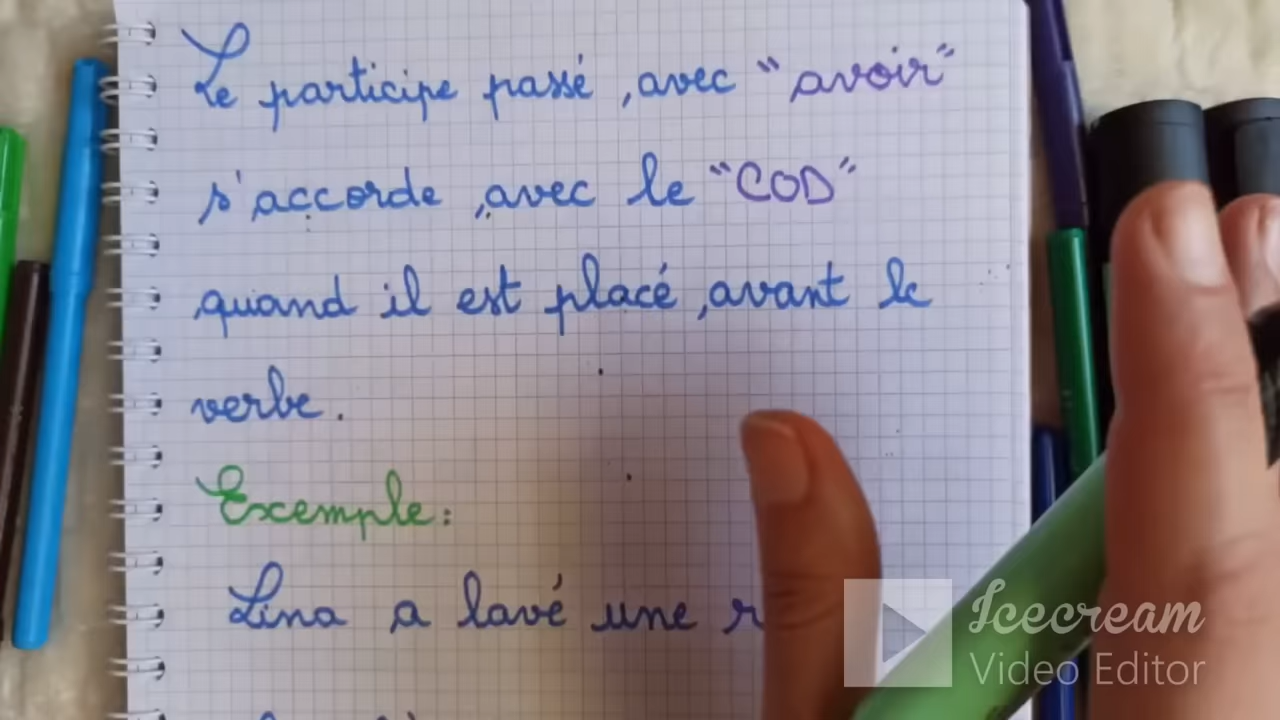 Le participe passé, avec "avoir"
s'accorde, avec le "COD"
quand il est placé, avant le
verbe.
Exemple:
Lina a lavé une
Icecream
Video Editor